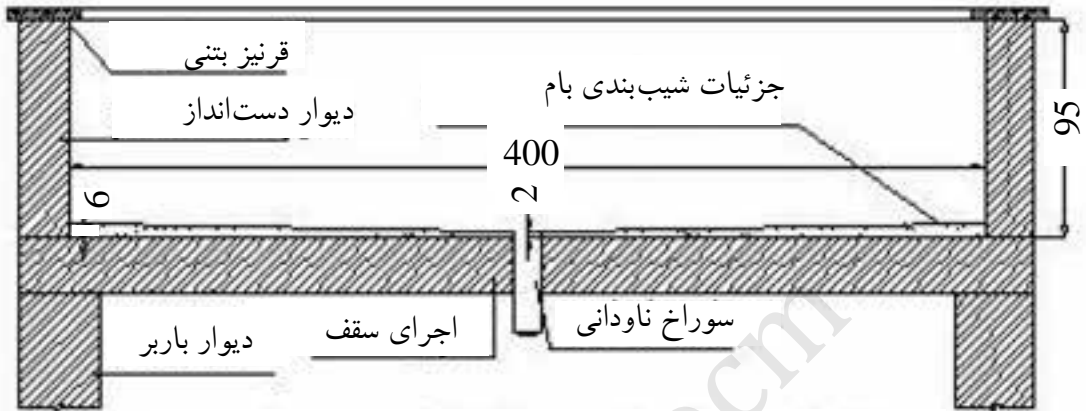 قرنیز بتنی
جزئیات شیب‌بندی بام
دیوار دست‌انداز
95
400
2
6
سوراخ ناودانی
اجرای سقف
دیوار باربر
cm